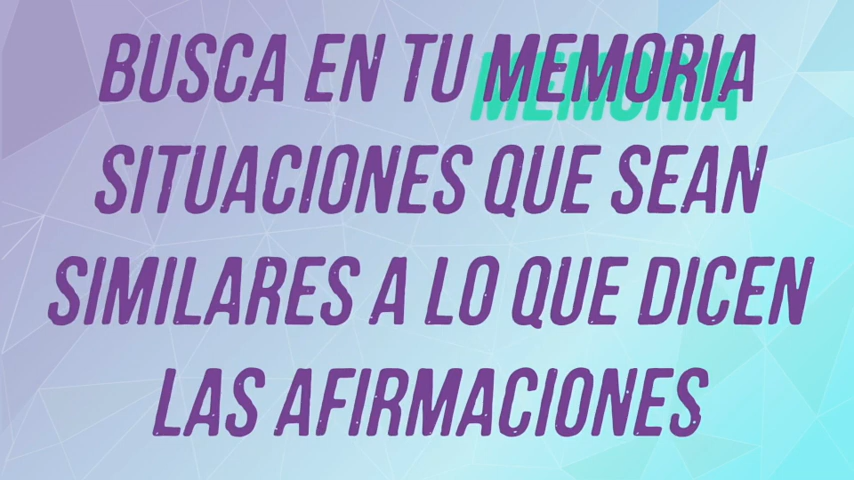 BUSCA EN TU MEMORIA
SITUACIONES QUE SEAN
SIMILARES A LO QUE DICEN
LAS AFIRMACIONES